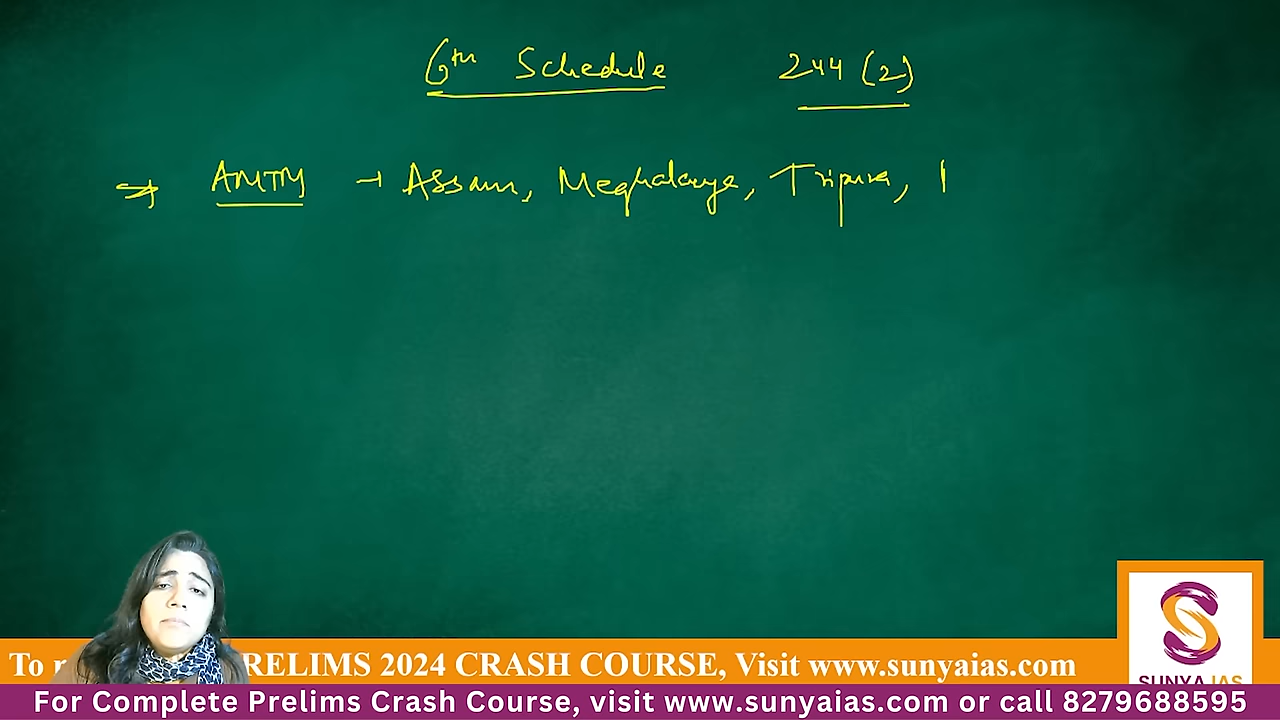 6th Schedule 244 (2)
⇒ AMTM → Assam, Meghalaya, Tripura,
To RELIMS 2024 CRASH COURSE, Visit www.sunyaias.com
SUNYA IAS
For Complete Prelims Crash Course, visit www.sunyaias.com or call 8279688595